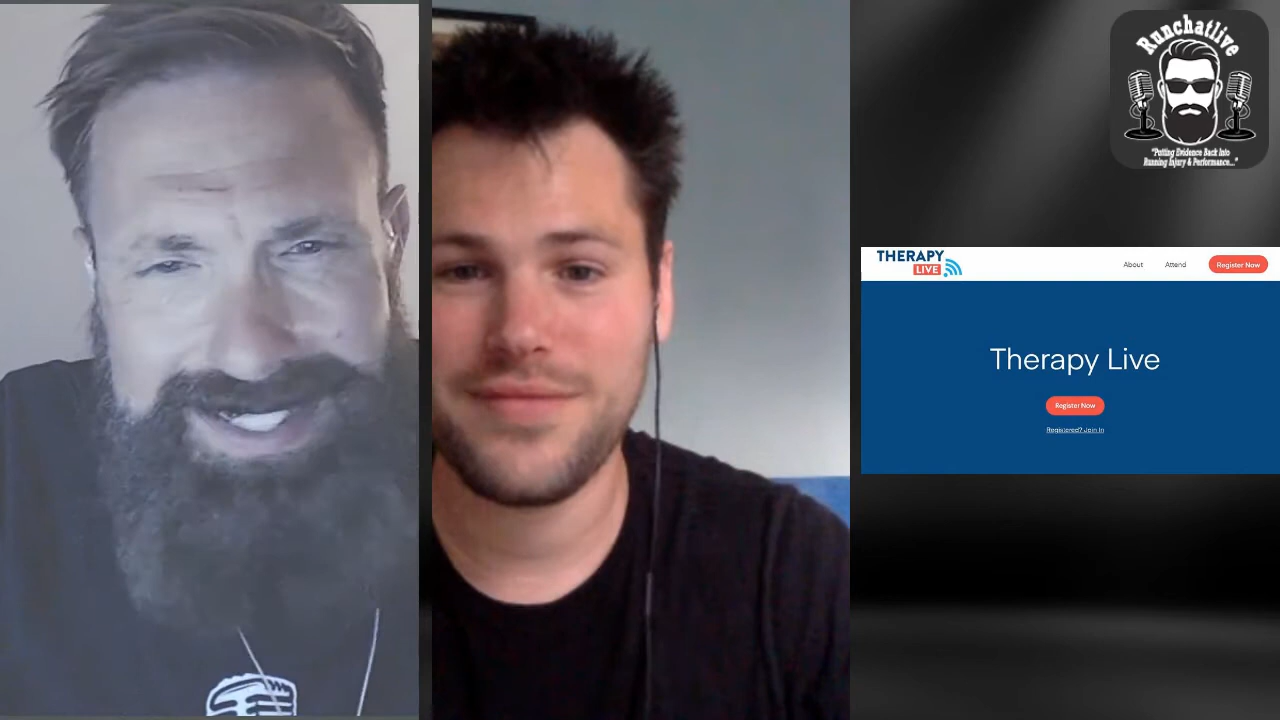 Runchatlive
"Putting Evidence Back Into
Running Injury & Performance..."
THERAPY
LIVE
About
Attend
Register Now
Therapy Live
Register Now
Registered? Join In